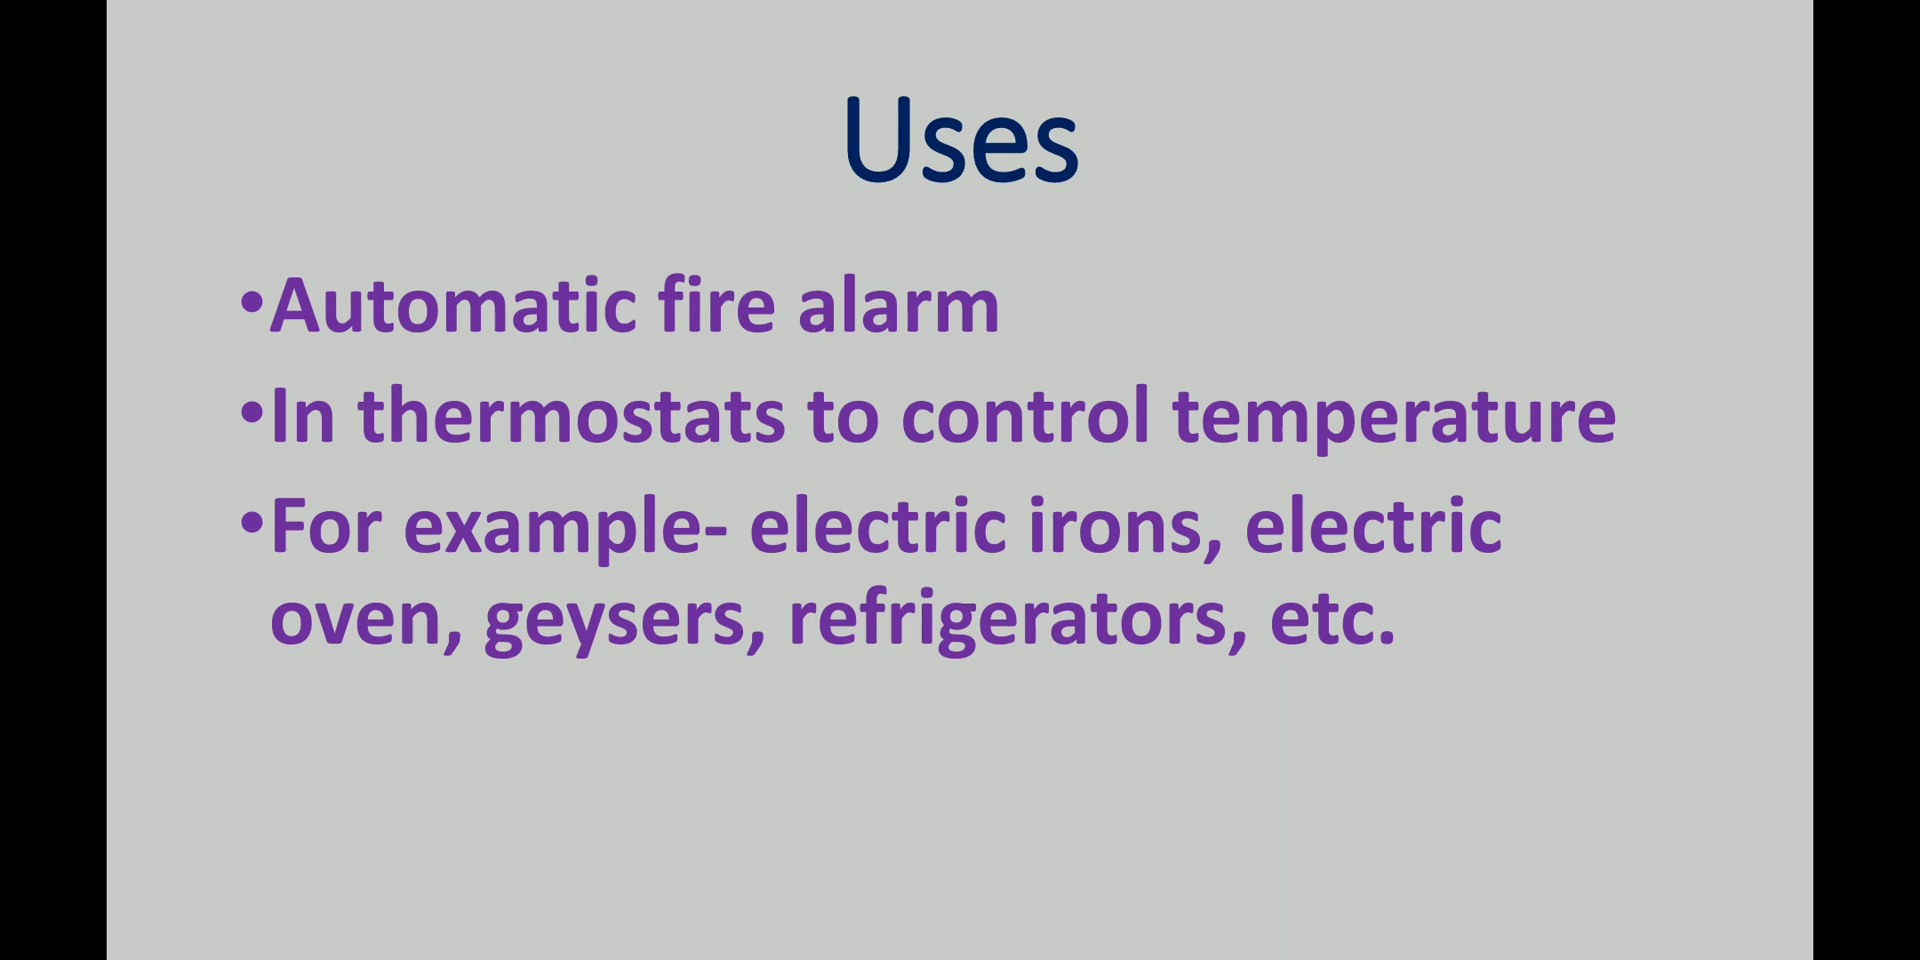 Uses
•Automatic fire alarm
•In thermostats to control temperature
•For example- electric irons, electric
oven, geysers, refrigerators, etc.